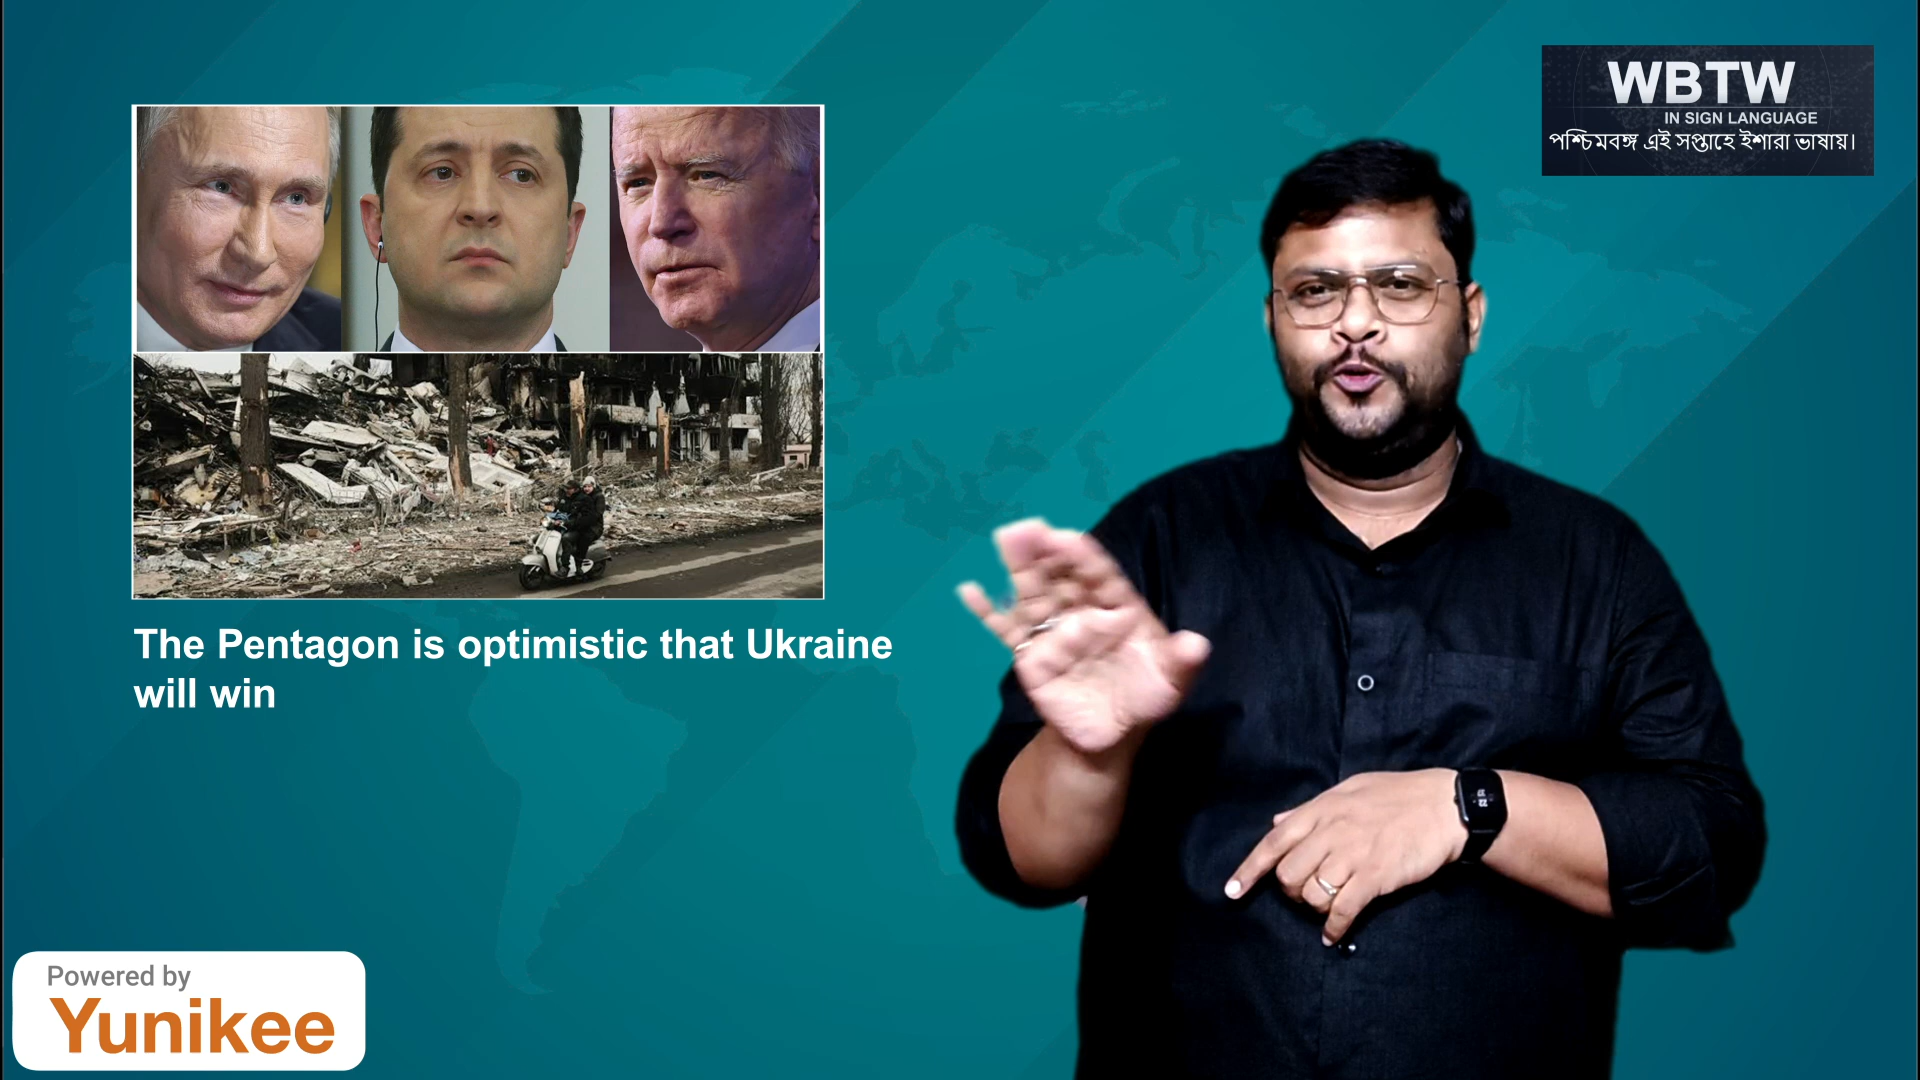 WBTW
IN SIGN LANGUAGE
পশ্চিমবঙ্গ এই সপ্তাহে ইশারা ভাষায়।
The Pentagon is optimistic that Ukraine
will win
Powered by
Yunikee